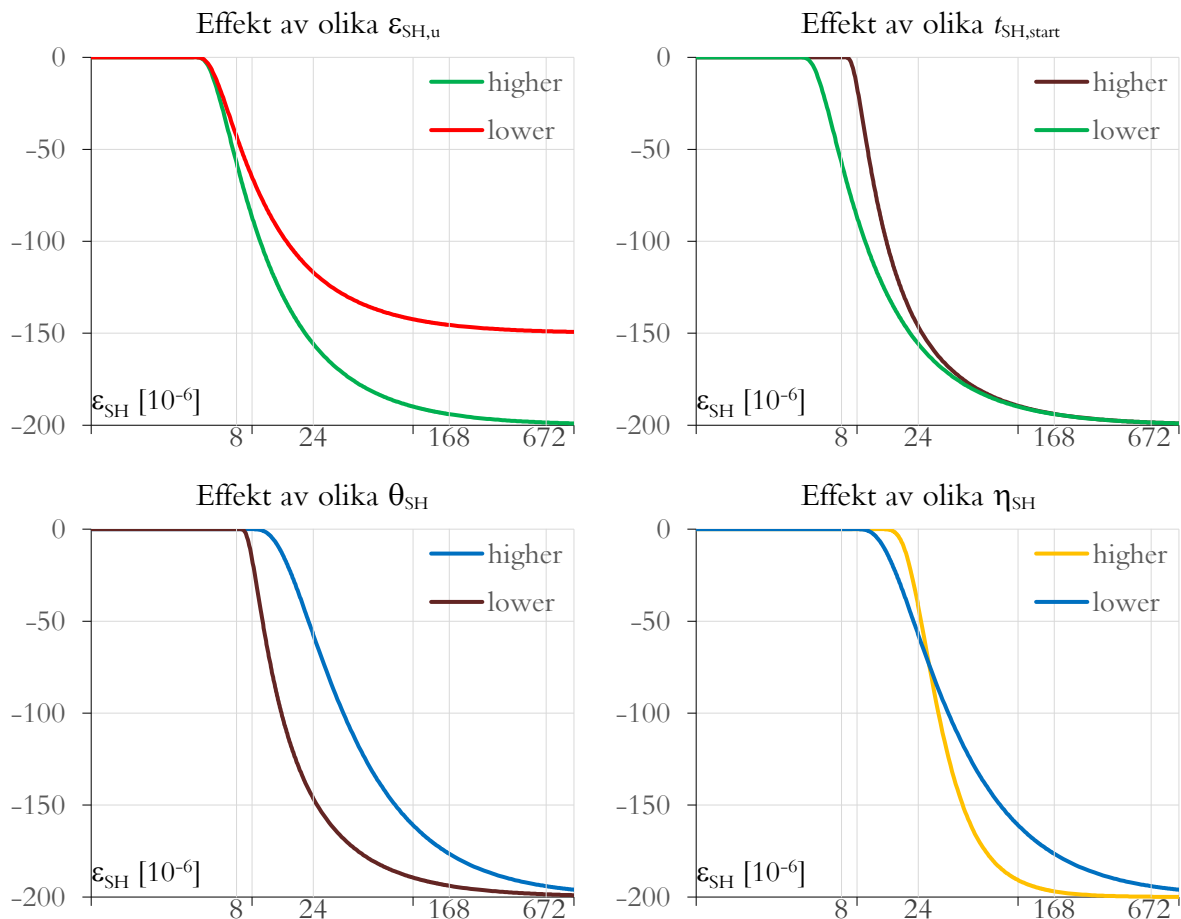 Effekt av olika εSH,u
0
−50
−100
−150
−200
higher
lower
εSH [10-6]
8 24 168 672
Effekt av olika tSH,start
0
−50
−100
−150
−200
higher
lower
εSH [10-6]
8 24 168 672
Effekt av olika θSH
0
−50
−100
−150
−200
higher
lower
εSH [10-6]
8 24 168 672
Effekt av olika ηSH
0
−50
−100
−150
−200
higher
lower
εSH [10-6]
8 24 168 672